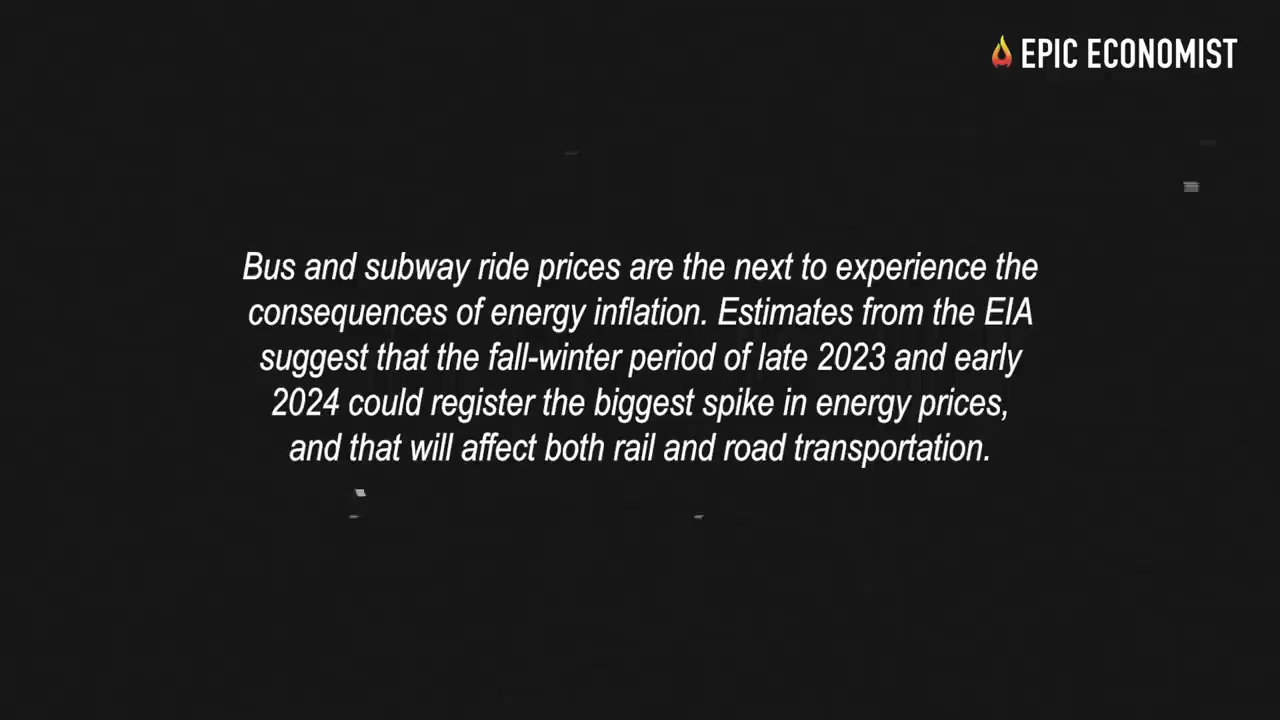 EPIC ECONOMIST
Bus and subway ride prices are the next to experience the
consequences of energy inflation. Estimates from the EIA
suggest that the fall-winter period of late 2023 and early
2024 could register the biggest spike in energy prices,
and that will affect both rail and road transportation.